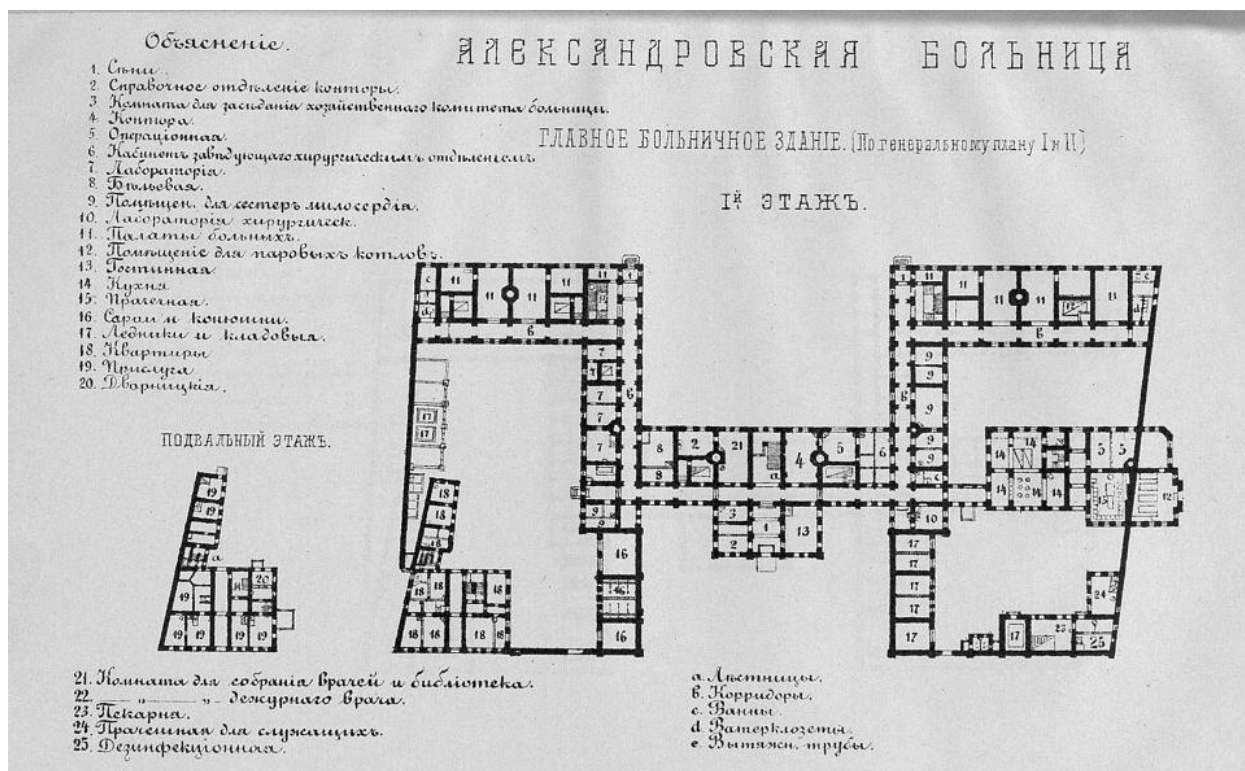 Объясненіе.
АЛЕКСАНДРОВСКАЯ БОЛЬНИЦА
1. Сѣни.
2. Справочное отдѣленіе конторы.
3. Комната для засѣданія хозяйственнаго комитета больницы.
4. Контора.
5. Операціонная.
6. Кабинетъ завѣдующаго хирургическимъ отдѣленіемъ
7. Лабораторія.
8. Бѣльевая.
9. Помѣщен. для сестеръ милосердія.
10. Лабораторія хирургическ.
11. Палаты больныхъ.
12. Помѣщеніе для паровыхъ котловъ.
13. Гостинная
14. Кухня
15. Прачечная.
16. Сараи и конюшни.
17. Ледники и кладовыя.
18. Квартиры
19. Прислуга
20. Дворницкія.
ГЛАВНОЕ БОЛЬНИЧНОЕ ЗДАНІЕ. (По генеральному плану I и II)
Iй ЭТАЖЪ.
ПОДВАЛЬНЫЙ ЭТАЖЪ.
21. Комната для собранія врачей и библіотека.
22. —— „ —— „ – дежурнаго врача.
23. Пекарня.
24. Прачешная для служащихъ.
25. Дезинфекціонная.
a. Лѣстницы.
b. Корридоры.
c. Ванны.
d. Ватерклозеты.
e. Вытяжн. трубы.